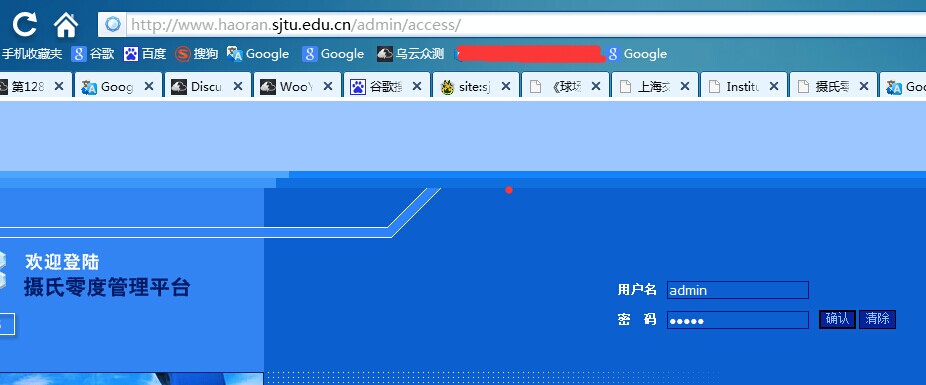 http://www.haoran.sjtu.edu.cn/admin/access/
手机收藏夹 谷歌 百度 搜狗 Google Google 乌云众测 Google
第128 Goog Discu WooY 谷歌 site:sj 《球场 上海交 Institu 摄氏零 Goo
欢迎登陆
摄氏零度管理平台
用户名 admin
密 码 ●●●●● 确认 清除